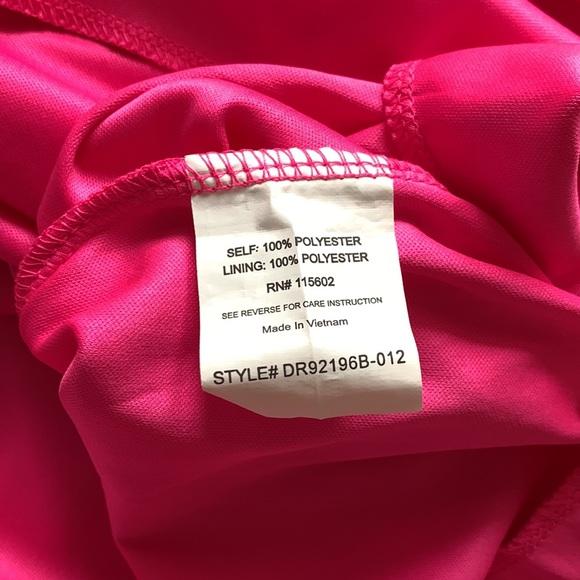 SELF: 100% POLYESTER
LINING: 100% POLYESTER
RN# 115602
SEE REVERSE FOR CARE INSTRUCTION
Made In Vietnam
STYLE# DR92196B-012